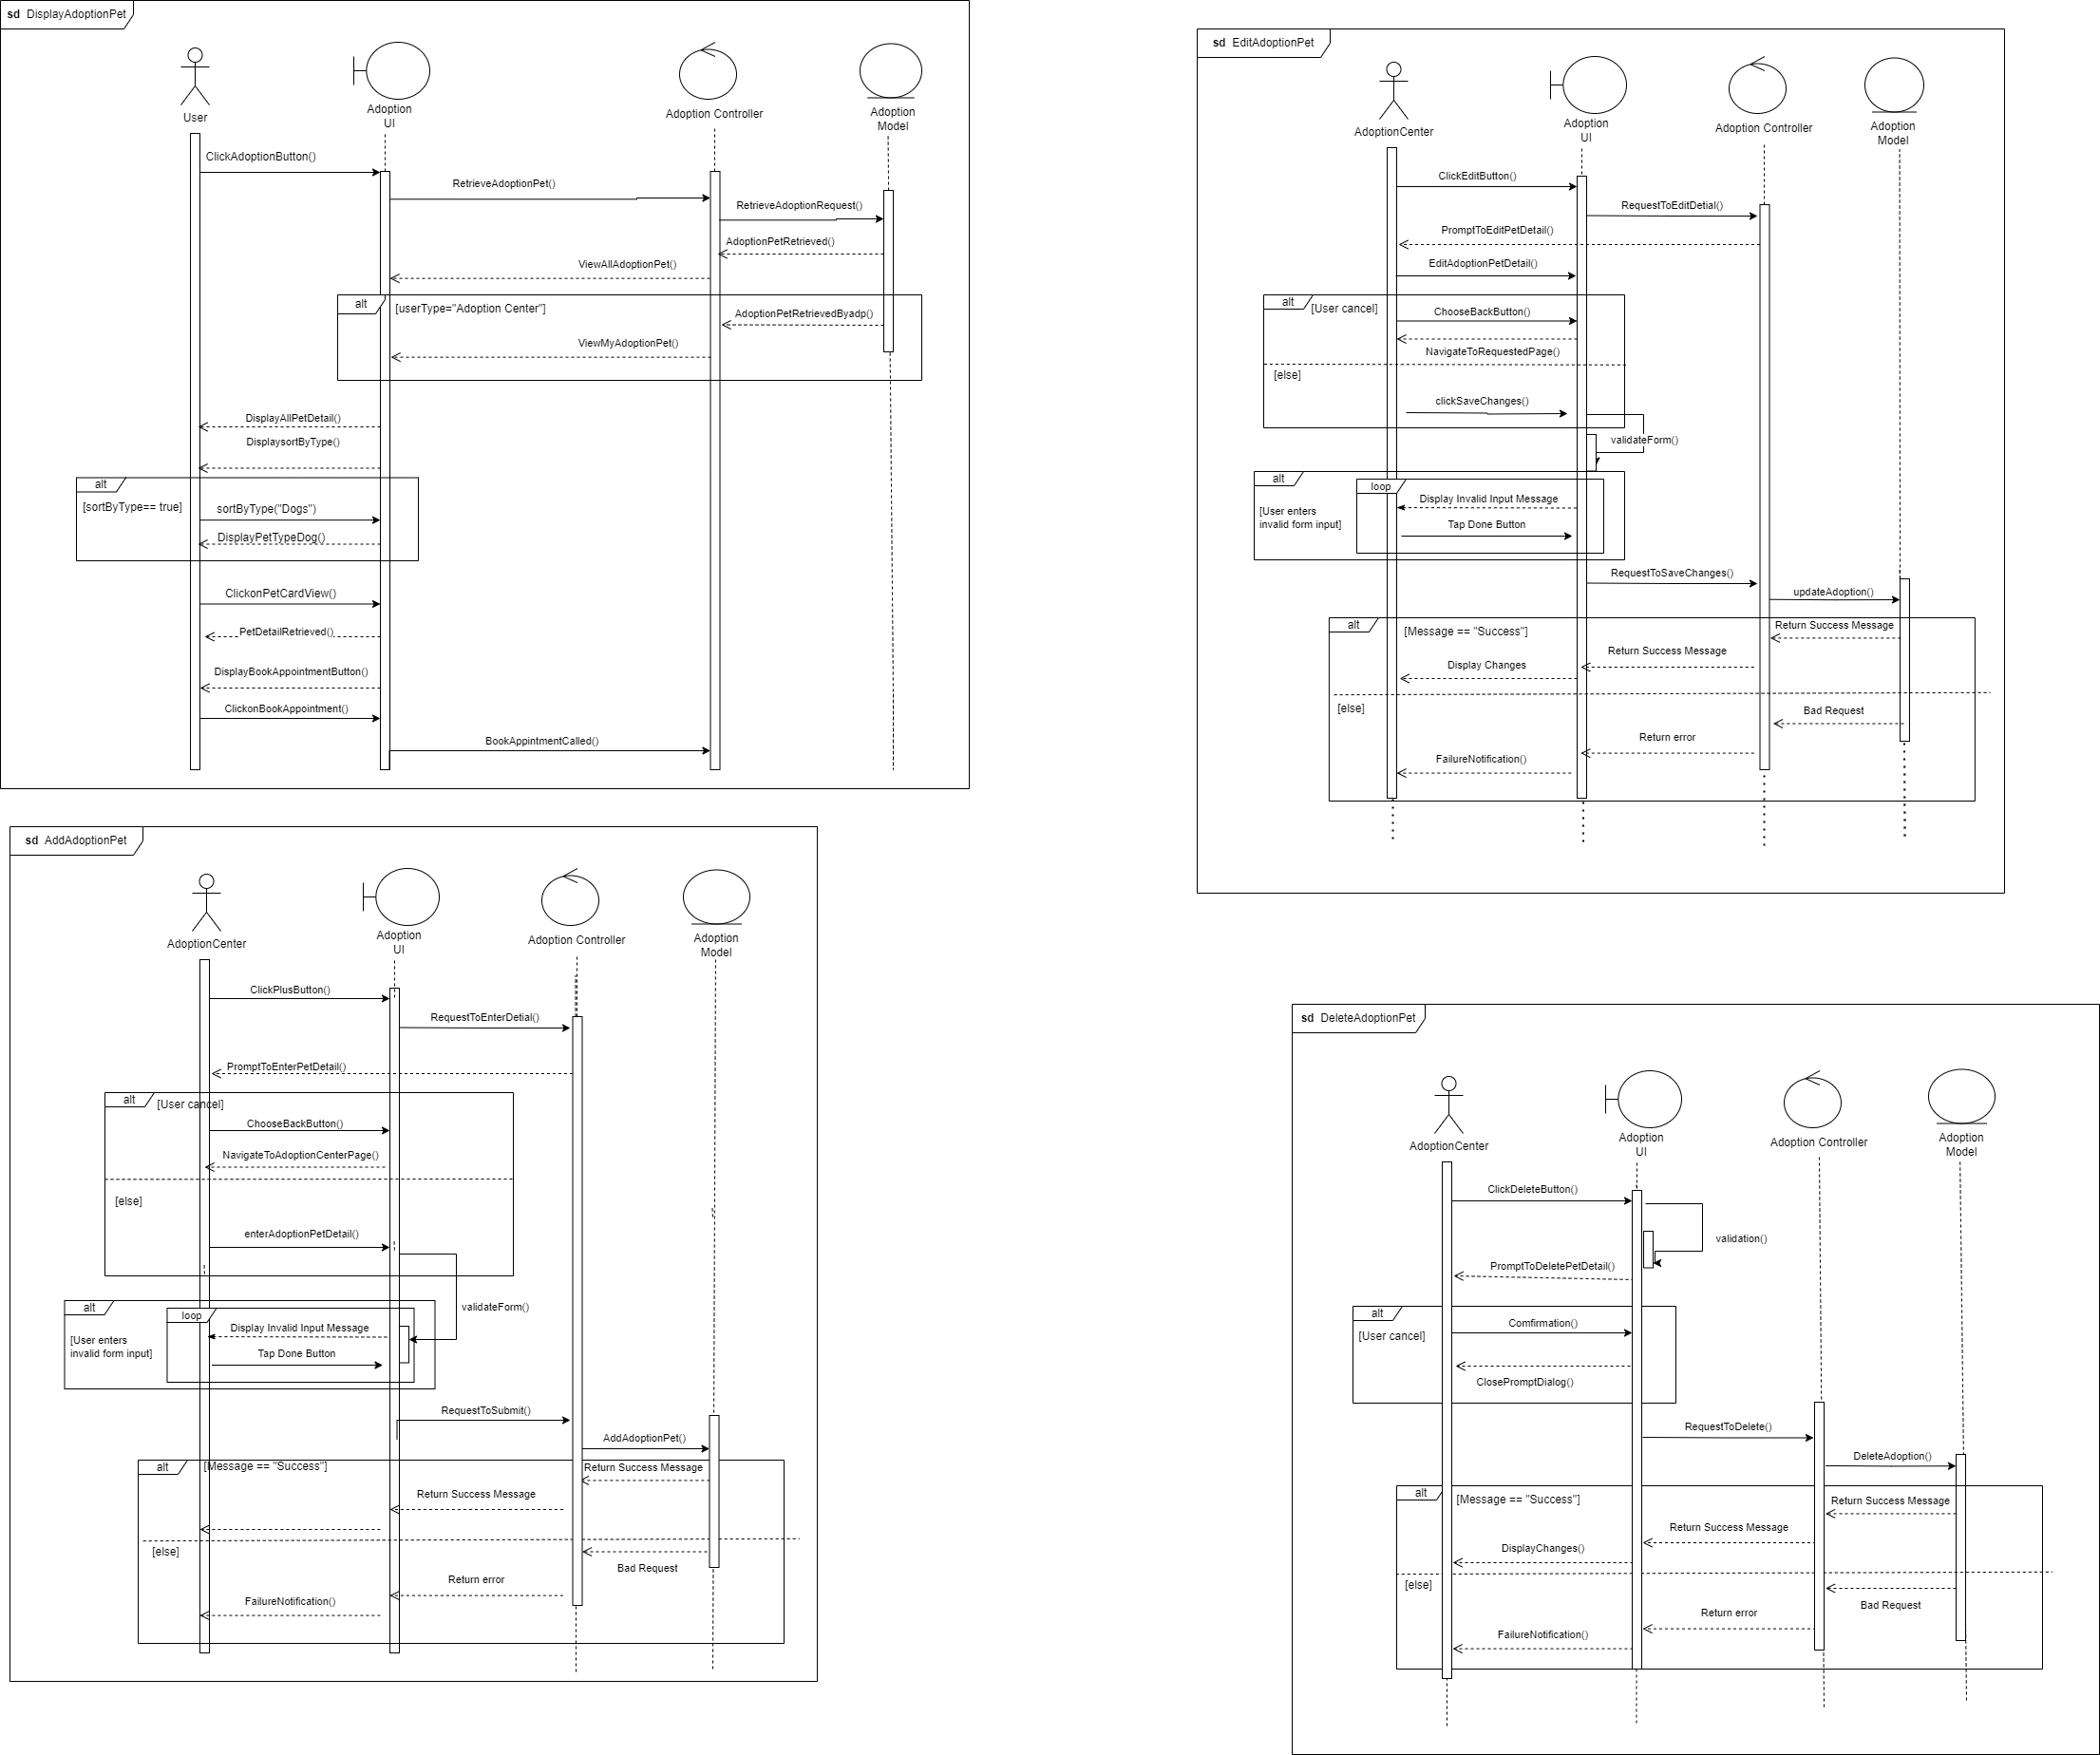 sd DisplayAdoptionPet
User
Adoption
UI
Adoption Controller
Adoption
Model
ClickAdoptionButton()
RetrieveAdoptionPet()
RetrieveAdoptionRequest()
AdoptionPetRetrieved()
ViewAllAdoptionPet()
alt
[userType="Adoption Center"]
AdoptionPetRetrievedByadp()
ViewMyAdoptionPet()
DisplayAllPetDetail()
DisplaysortByType()
alt
[sortByType== true]
sortByType("Dogs")
DisplayPetTypeDog()
ClickonPetCardView()
PetDetailRetrieved()
DisplayBookAppointmentButton()
ClickonBookAppointment()
BookAppintmentCalled()
sd EditAdoptionPet
AdoptionCenter
Adoption
UI
Adoption Controller
Adoption
Model
ClickEditButton()
RequestToEditDetial()
PromptToEditPetDetail()
EditAdoptionPetDetail()
alt
[User cancel]
ChooseBackButton()
NavigateToRequestedPage()
[else]
clickSaveChanges()
validateForm()
alt
loop
Display Invalid Input Message
[User enters
invalid form input]
Tap Done Button
RequestToSaveChanges()
updateAdoption()
alt
[Message == "Success"]
Return Success Message
Return Success Message
Display Changes
[else]
Bad Request
Return error
FailureNotification()
sd AddAdoptionPet
AdoptionCenter
Adoption
UI
Adoption Controller
Adoption
Model
ClickPlusButton()
RequestToEnterDetial()
PromptToEnterPetDetail()
alt
[User cancel]
ChooseBackButton()
NavigateToAdoptionCenterPage()
[else]
enterAdoptionPetDetail()
validateForm()
alt
loop
Display Invalid Input Message
[User enters
invalid form input]
Tap Done Button
RequestToSubmit()
AddAdoptionPet()
alt
[Message == "Success"]
Return Success Message
Return Success Message
[else]
Bad Request
Return error
FailureNotification()
sd DeleteAdoptionPet
AdoptionCenter
Adoption
UI
Adoption Controller
Adoption
Model
ClickDeleteButton()
validation()
PromptToDeletePetDetail()
alt
[User cancel]
Comfirmation()
ClosePromptDialog()
RequestToDelete()
DeleteAdoption()
alt
[Message == "Success"]
Return Success Message
Return Success Message
DisplayChanges()
[else]
Bad Request
Return error
FailureNotification()